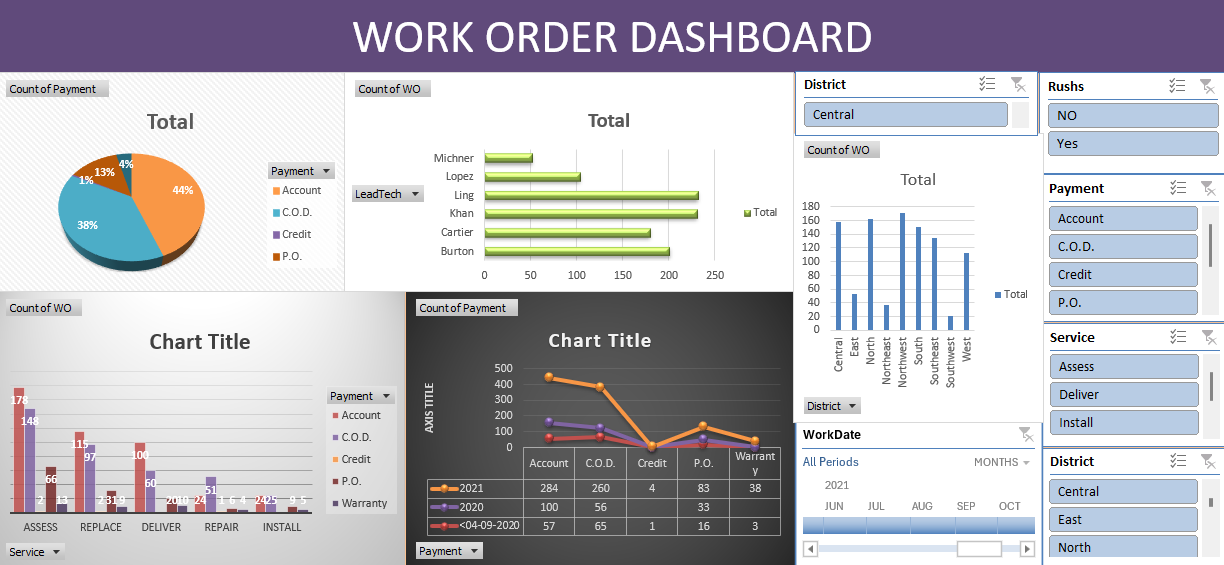 WORK ORDER DASHBOARD
Count of Payment
Total
4%
13%
1%
44%
38%
Payment
Account
C.O.D.
Credit
P.O.
Count of WO
Total
LeadTech
Michner
Lopez
Ling
Khan
Cartier
Burton
0 50 100 150 200 250
Total
District
Central
Count of WO
Total
180
160
140
120
100
80
60
40
20
0
Central
East
North
Northeast
Northwest
South
Southeast
Southwest
West
Total
District
Rushs
NO
Yes
Payment
Account
C.O.D.
Credit
P.O.
Service
Assess
Deliver
Install
District
Central
East
North
WorkDate
All Periods MONTHS
2021
JUN JUL AUG SEP OCT
Count of WO
Chart Title
178
148
2
66
13
115
97
2
31
19
100
60
20
10
24
51
1 6 4
24
25
9 5
ASSESS REPLACE DELIVER REPAIR INSTALL
Payment
Account
C.O.D.
Credit
P.O.
Warranty
Service
Count of Payment
Chart Title
AXIS TITLE
500
400
300
200
100
0
Account C.O.D. Credit P.O. Warrant
y
2021 284 260 4 83 38
2020 100 56 33
<04-09-2020 57 65 1 16 3
Payment